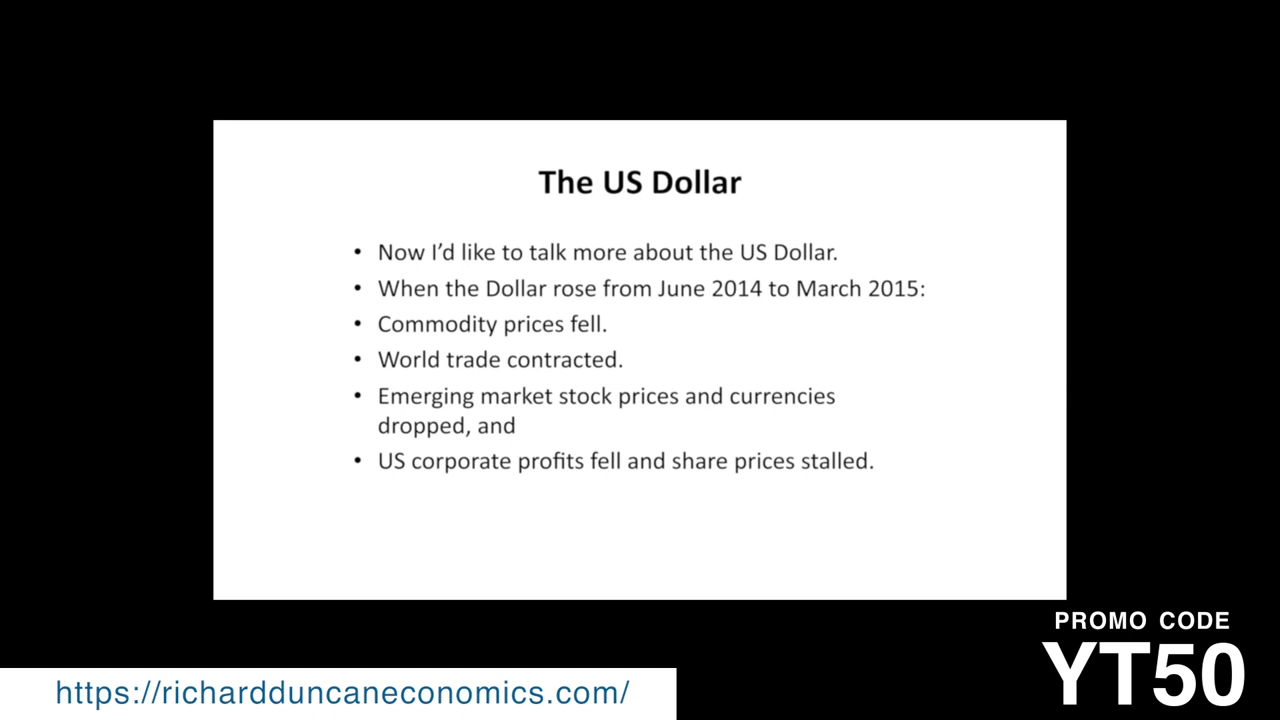 The US Dollar
• Now I’d like to talk more about the US Dollar.
• When the Dollar rose from June 2014 to March 2015:
• Commodity prices fell.
• World trade contracted.
• Emerging market stock prices and currencies
dropped, and
• US corporate profits fell and share prices stalled.
PROMO CODE
YT50
https://richardduncaneconomics.com/